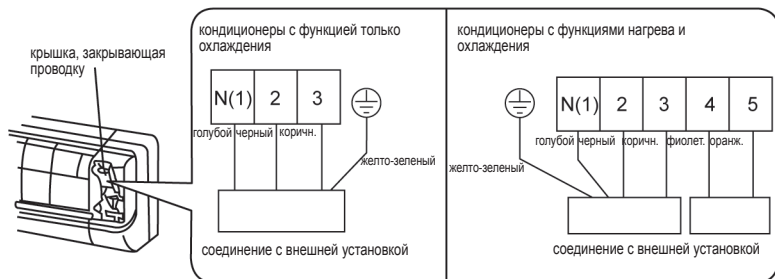 крышка, закрывающая
проводку
кондиционеры с функцией только
охлаждения
N(1) 2 3
голубой черный коричн.
желто-зеленый
соединение с внешней установкой
кондиционеры с функциями нагрева и
охлаждения
N(1) 2 3 4 5
голубой черный коричн. фиолет. оранж.
желто-зеленый
соединение с внешней установкой